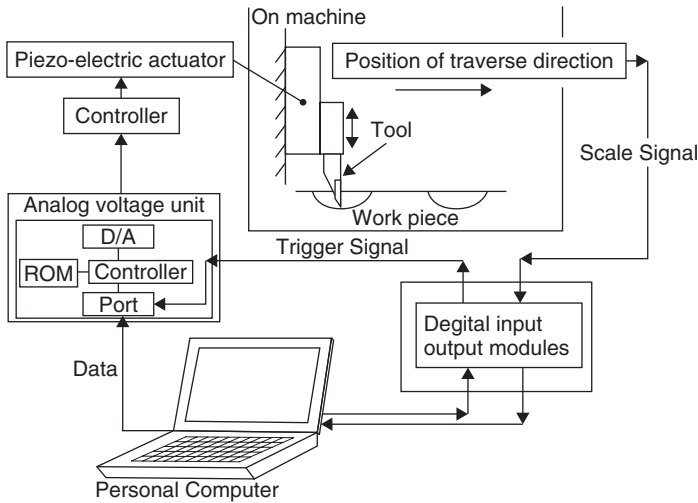 On machine
Piezo-electric actuator
Position of traverse direction
Controller
Tool
Scale Signal
Work piece
Analog voltage unit
D/A
Trigger Signal
ROM
Controller
Port
Degital input
output modules
Data
Personal Computer